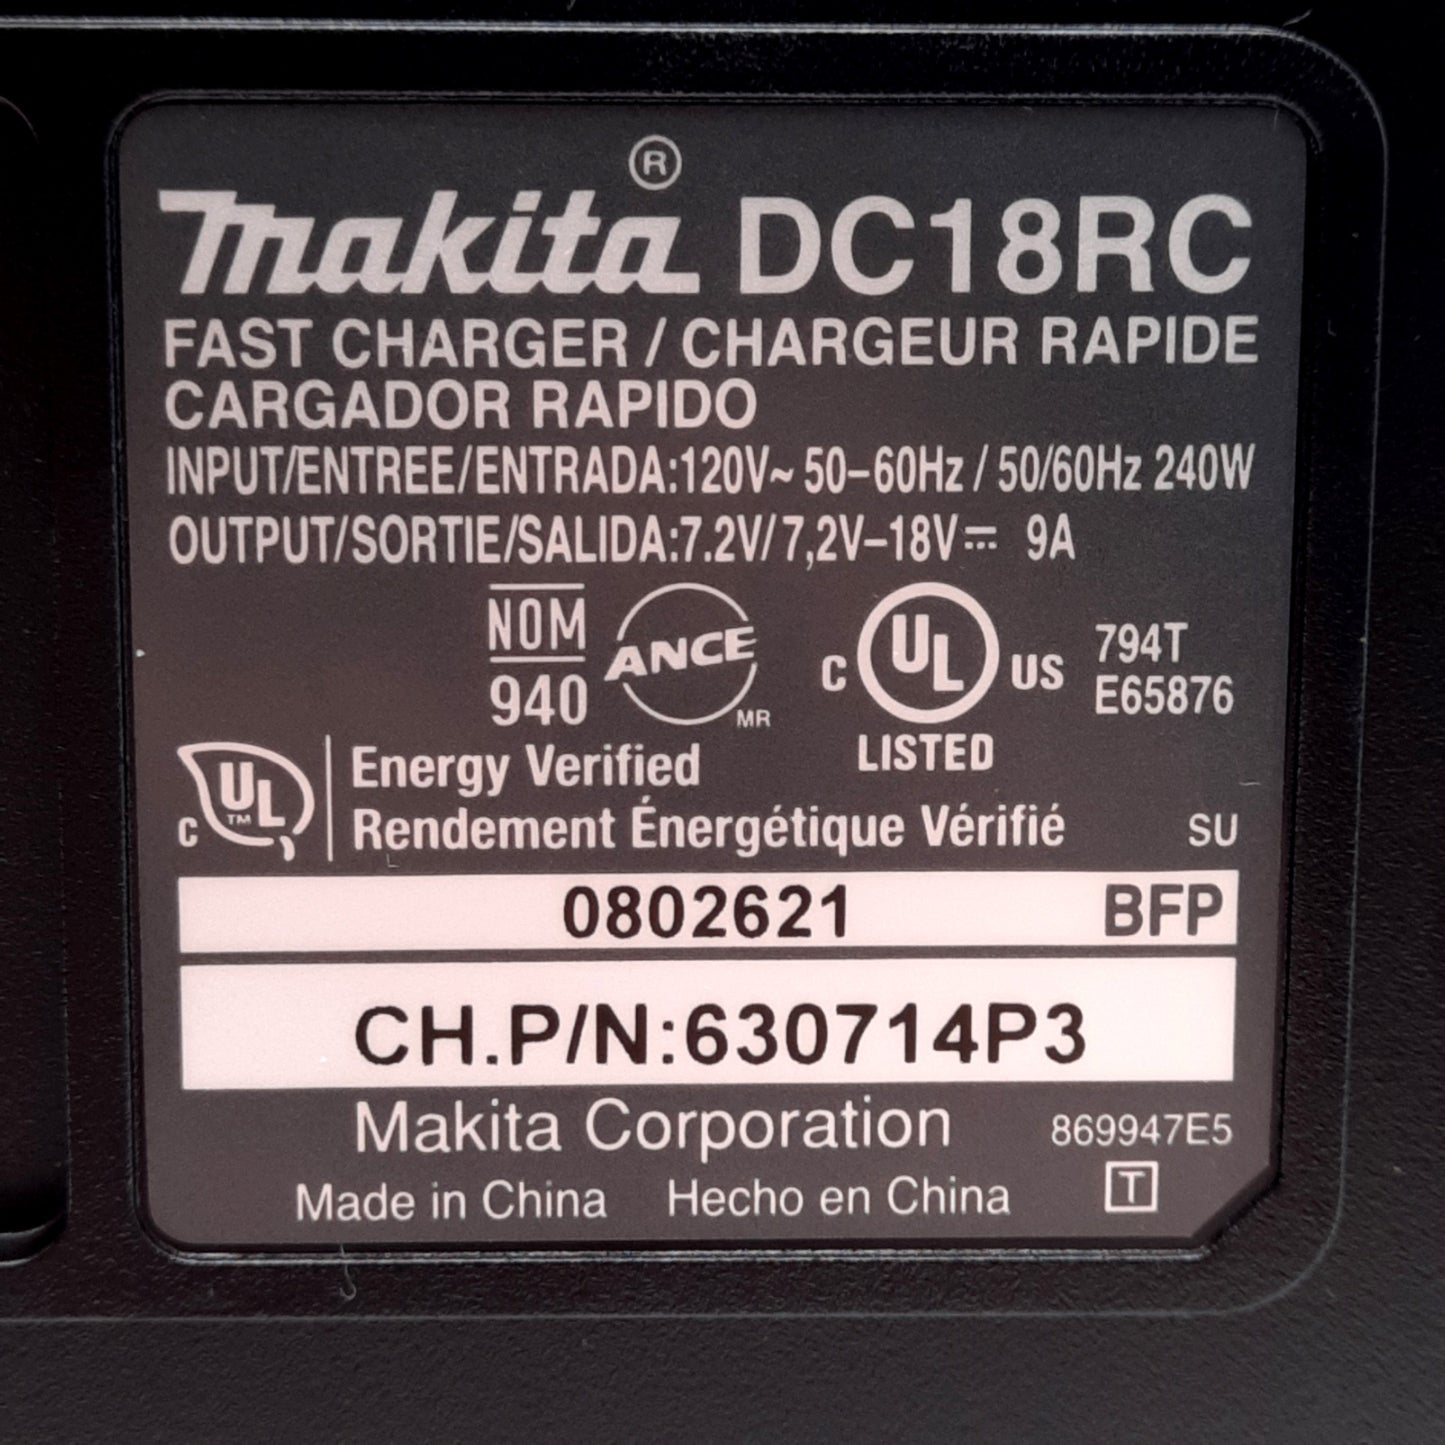 makita® DC18RC
FAST CHARGER / CHARGEUR RAPIDE
CARGADOR RAPIDO
INPUT/ENTREE/ENTRADA:120V~ 50–60Hz / 50/60Hz 240W
OUTPUT/SORTIE/SALIDA:7.2V/7,2V–18V⎓ 9A
NOM
940
ANCE
MR
C UL US
LISTED
794T
E65876
C UL TM
Energy Verified
Rendement Énergétique Vérifié
SU
0802621 BFP
CH.P/N:630714P3
Makita Corporation 869947E5
Made in China Hecho en China T